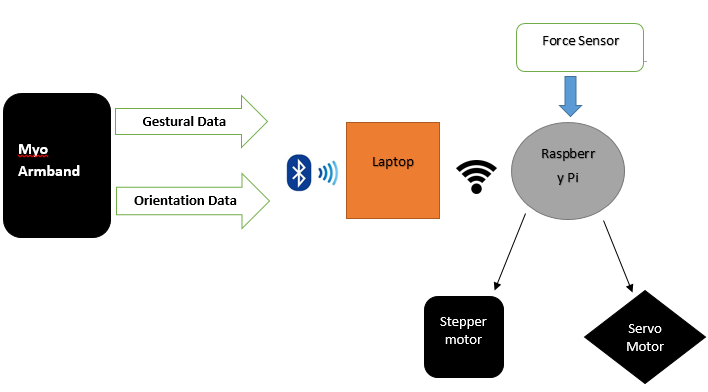 Force Sensor
Myo
Armband
Gestural Data
Orientation Data
Laptop
Raspberr
y Pi
Stepper
motor
Servo
Motor